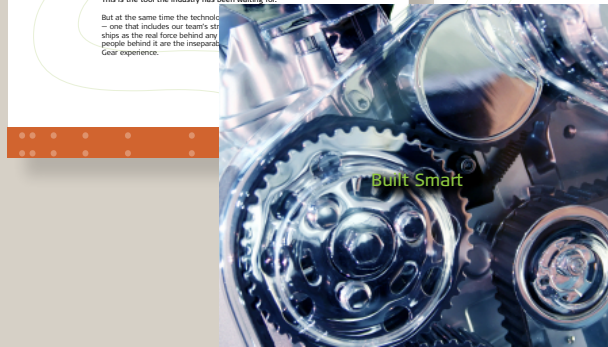 This is the tool the industry has been waiting for.
But at the same time the technolo
– one that includes our team's str
ships as the real force behind any
people behind it are the inseparab
Gear experience.
Built Smart